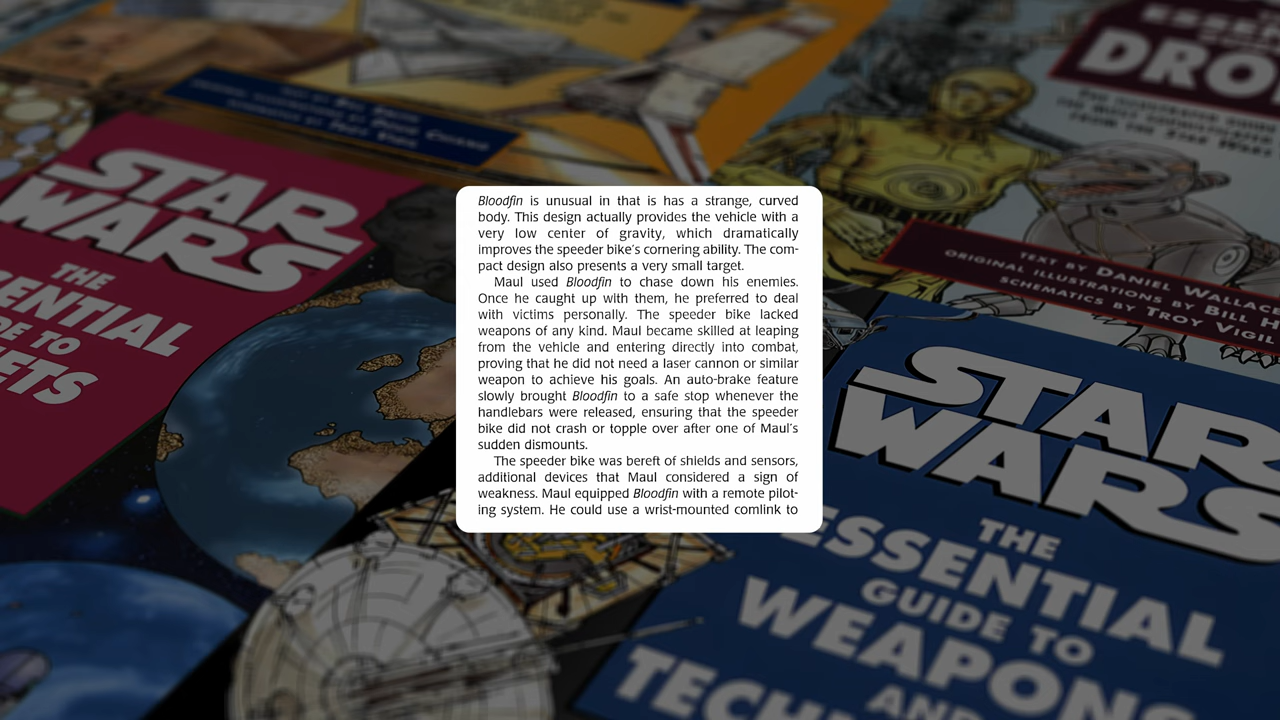 STAR
WARS
THE
ESSENTIAL
TO
STAR
WARS
THE
ESSENTIAL
GUIDE TO
WEAPONS
AND
TEXT BY DANIEL WALLACE
ORIGINAL ILLUSTRATIONS BY BILL
SCHEMATICS BY TROY VIGIL
Bloodfin is unusual in that is has a strange, curved
body. This design actually provides the vehicle with a
very low center of gravity, which dramatically
improves the speeder bike's cornering ability. The com-
pact design also presents a very small target.
Maul used Bloodfin to chase down his enemies.
Once he caught up with them, he preferred to deal
with victims personally. The speeder bike lacked
weapons of any kind. Maul became skilled at leaping
from the vehicle and entering directly into combat,
proving that he did not need a laser cannon or similar
weapon to achieve his goals. An auto-brake feature
slowly brought Bloodfin to a safe stop whenever the
handlebars were released, ensuring that the speeder
bike did not crash or topple over after one of Maul's
sudden dismounts.
The speeder bike was bereft of shields and sensors,
additional devices that Maul considered a sign of
weakness. Maul equipped Bloodfin with a remote pilot-
ing system. He could use a wrist-mounted comlink to